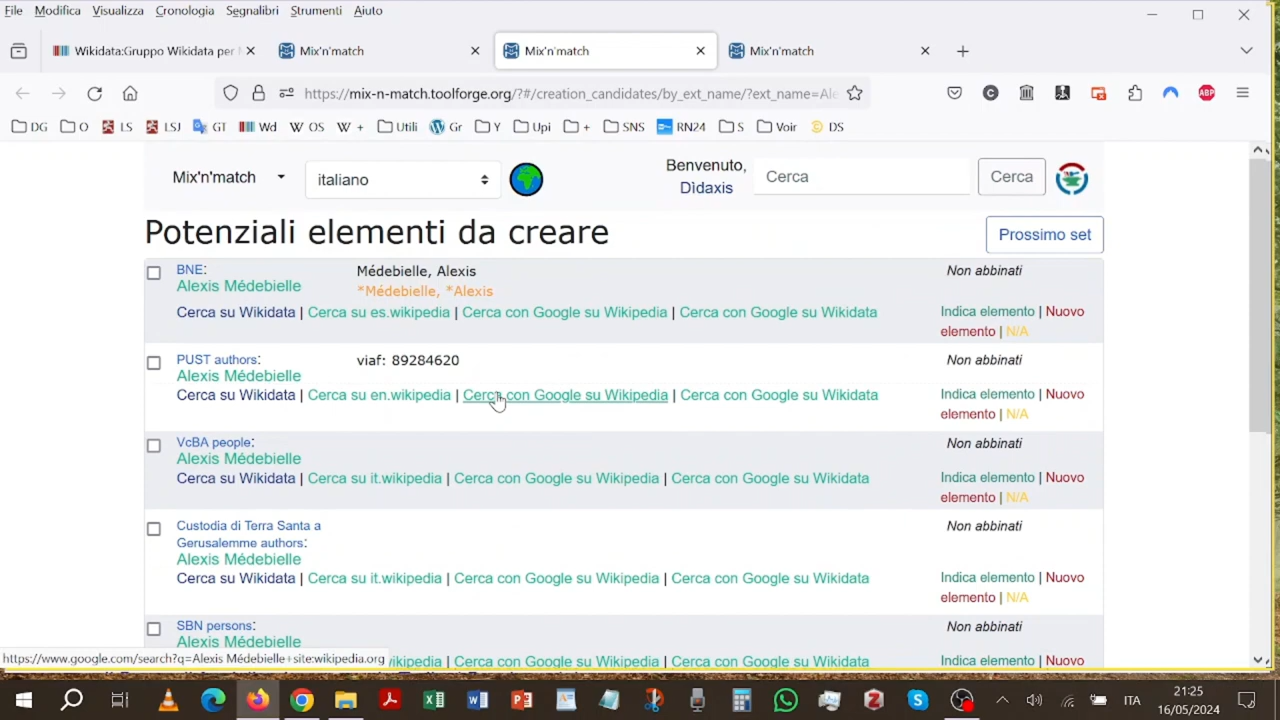 File Modifica Visualizza Cronologia Segnalibri Strumenti Aiuto
Wikidata:Gruppo Wikidata per
Mix'n'match
Mix'n'match
Mix'n'match
https://mix-n-match.toolforge.org/?#/creation_candidates/by_ext_name/?ext_name=Ale
DG O LS LSJ GT Wd OS + Utili Gr Y Upi + SNS RN24 S Voir DS
Mix'n'match
italiano
Benvenuto,
Dìdaxis
Cerca
Cerca
Potenziali elementi da creare
Prossimo set
BNE:
Alexis Médebielle
Médebielle, Alexis
*Médebielle, *Alexis
Non abbinati
Cerca su Wikidata | Cerca su es.wikipedia | Cerca con Google su Wikipedia | Cerca con Google su Wikidata
Indica elemento | Nuovo
elemento | N/A
PUST authors:
Alexis Médebielle
viaf: 89284620
Non abbinati
Cerca su Wikidata | Cerca su en.wikipedia | Cerca con Google su Wikipedia | Cerca con Google su Wikidata
Indica elemento | Nuovo
elemento | N/A
VcBA people:
Alexis Médebielle
Non abbinati
Cerca su Wikidata | Cerca su it.wikipedia | Cerca con Google su Wikipedia | Cerca con Google su Wikidata
Indica elemento | Nuovo
elemento | N/A
Custodia di Terra Santa a
Gerusalemme authors:
Alexis Médebielle
Non abbinati
Cerca su Wikidata | Cerca su it.wikipedia | Cerca con Google su Wikipedia | Cerca con Google su Wikidata
Indica elemento | Nuovo
elemento | N/A
SBN persons:
Alexis Médebielle
Non abbinati
https://www.google.com/search?q=Alexis Médebielle+site:wikipedia.org
wikipedia | Cerca con Google su Wikipedia | Cerca con Google su Wikidata
Indica elemento | Nuovo
ITA
21:25
16/05/2024